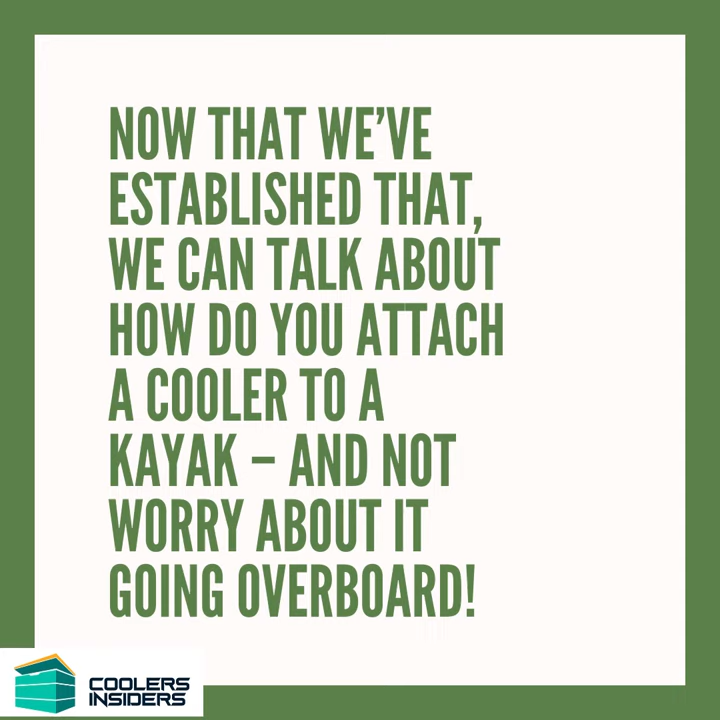 NOW THAT WE’VE
ESTABLISHED THAT,
WE CAN TALK ABOUT
HOW DO YOU ATTACH
A COOLER TO A
KAYAK – AND NOT
WORRY ABOUT IT
GOING OVERBOARD!
COOLERS
INSIDERS